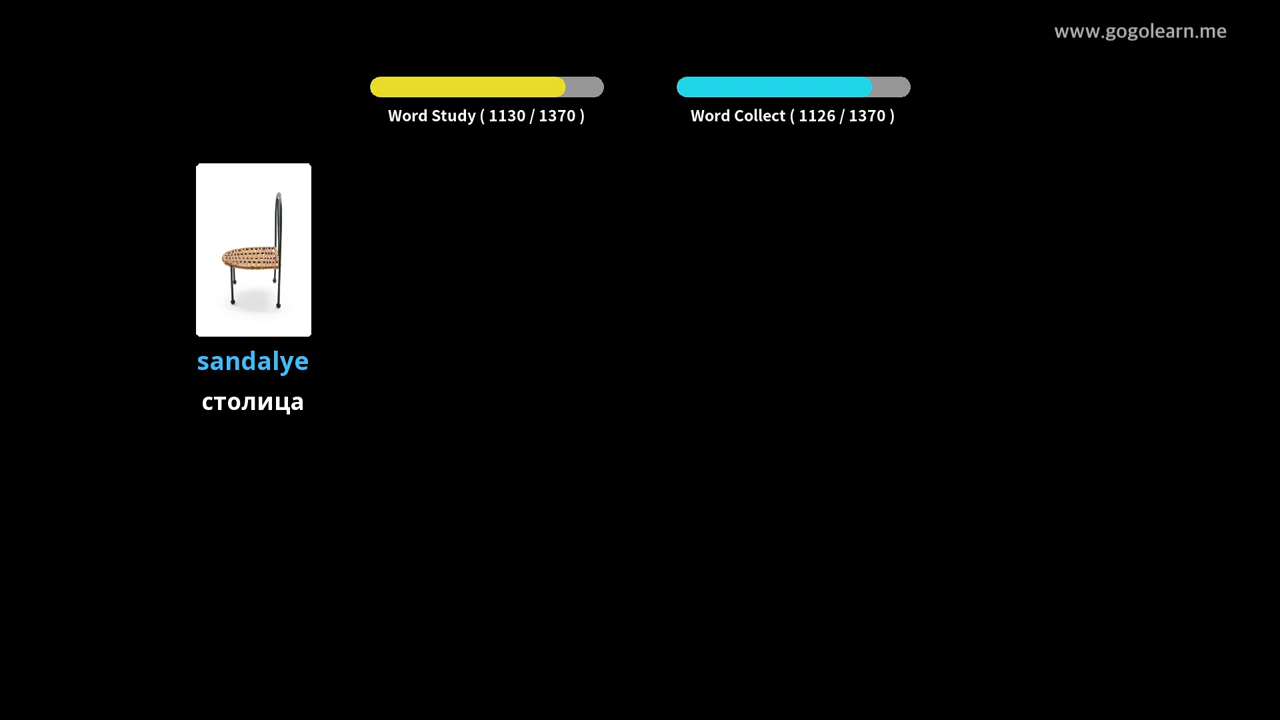 www.gogolearn.me
Word Study ( 1130 / 1370 )
Word Collect ( 1126 / 1370 )
sandalye
столица